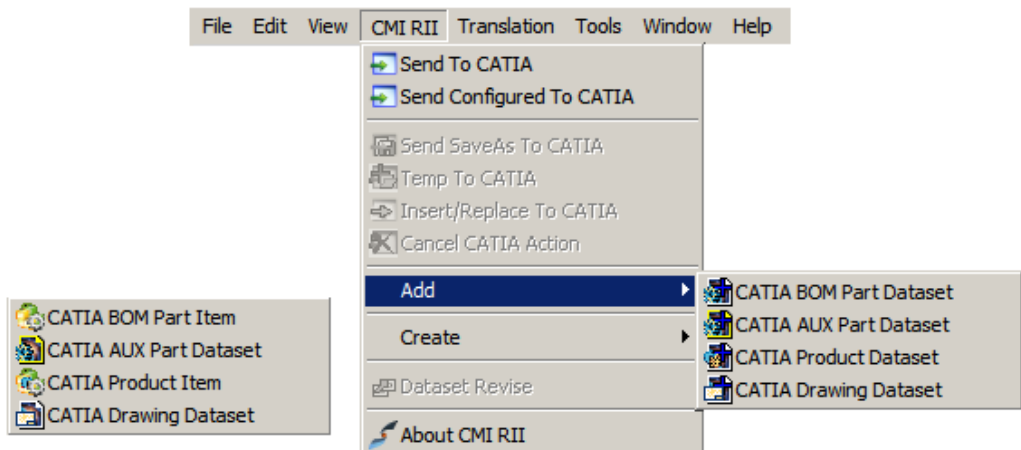 File Edit View CMI RII Translation Tools Window Help
Send To CATIA
Send Configured To CATIA
Send SaveAs To CATIA
Temp To CATIA
Insert/Replace To CATIA
Cancel CATIA Action
Add
Create
Dataset Revise
About CMI RII
CATIA BOM Part Dataset
CATIA AUX Part Dataset
CATIA Product Dataset
CATIA Drawing Dataset
CATIA BOM Part Item
CATIA AUX Part Dataset
CATIA Product Item
CATIA Drawing Dataset